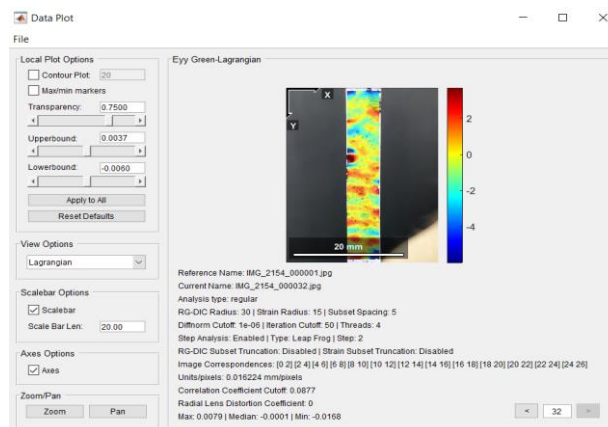 Data Plot
File
Local Plot Options
Contour Plot: 20
Max/min markers
Transparency: 0.7500
Upperbound: 0.0037
Lowerbound: -0.0060
Apply to All
Reset Defaults
View Options
Lagrangian
Scalebar Options
Scalebar
Scale Bar Len: 20.00
Axes Options
Axes
Zoom/Pan
Zoom Pan
Eyy Green-Lagrangian
X
Y
20 mm
2
0
-2
-4
Reference Name: IMG_2154_000001.jpg
Current Name: IMG_2154_000032.jpg
Analysis type: regular
RG-DIC Radius: 30 | Strain Radius: 15 | Subset Spacing: 5
Diffnorm Cutoff: 1e-06 | Iteration Cutoff: 50 | Threads: 4
Step Analysis: Enabled | Type: Leap Frog | Step: 2
RG-DIC Subset Truncation: Disabled | Strain Subset Truncation: Disabled
Image Correspondences: [0 2] [2 4] [4 6] [6 8] [8 10] [10 12] [12 14] [14 16] [16 18] [18 20] [20 22] [22 24] [24 26]
Units/pixels: 0.016224 mm/pixels
Correlation Coefficient Cutoff: 0.0877
Radial Lens Distortion Coefficient: 0
Max: 0.0079 | Median: -0.0001 | Min: -0.0168
< 32 >